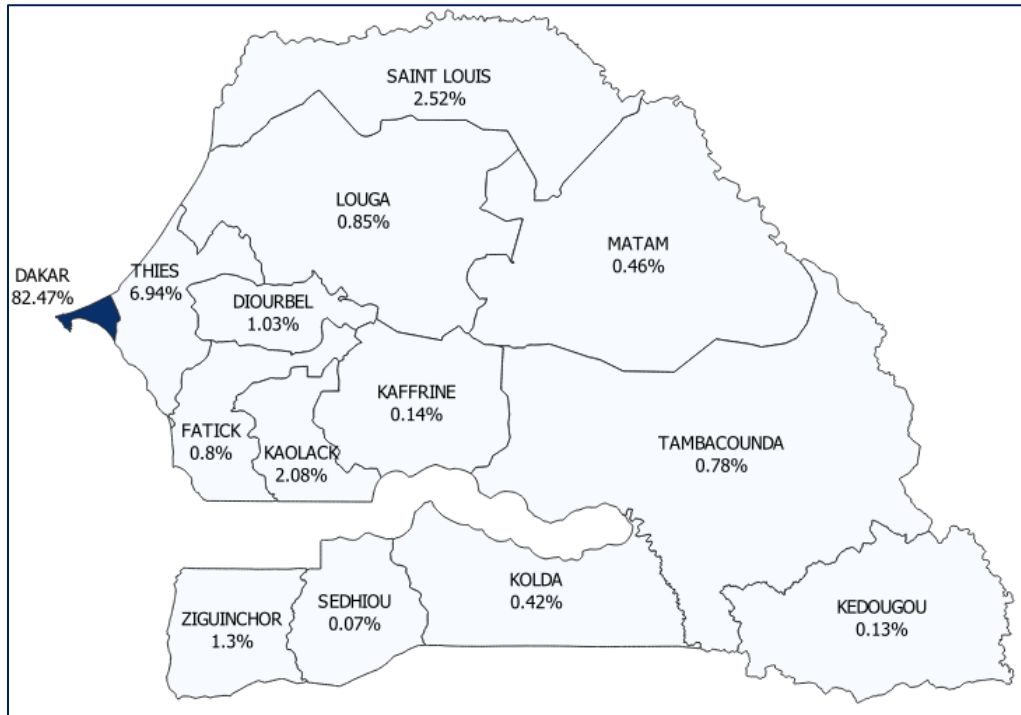 SAINT LOUIS
2.52%
LOUGA
0.85%
MATAM
0.46%
DAKAR
82.47%
THIES
6.94%
DIOURBEL
1.03%
KAFFRINE
0.14%
FATICK
0.8%
KAOLACK
2.08%
TAMBACOUNDA
0.78%
ZIGUINCHOR
1.3%
SEDHIOU
0.07%
KOLDA
0.42%
KEDOUGOU
0.13%